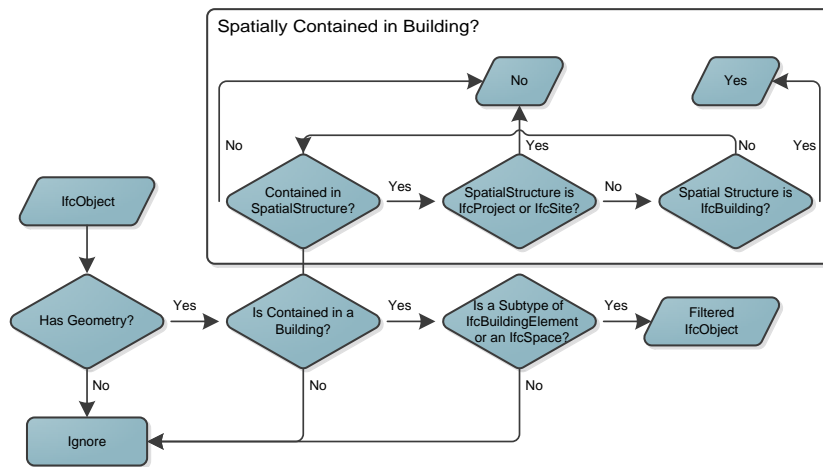 Spatially Contained in Building?
No
Yes
No
Yes
No
Yes
Contained in
SpatialStructure?
Yes
SpatialStructure is
IfcProject or IfcSite?
No
Spatial Structure is
IfcBuilding?
IfcObject
Has Geometry?
Yes
Is Contained in a
Building?
Yes
Is a Subtype of
IfcBuildingElement
or an IfcSpace?
Yes
Filtered
IfcObject
No
No
No
Ignore